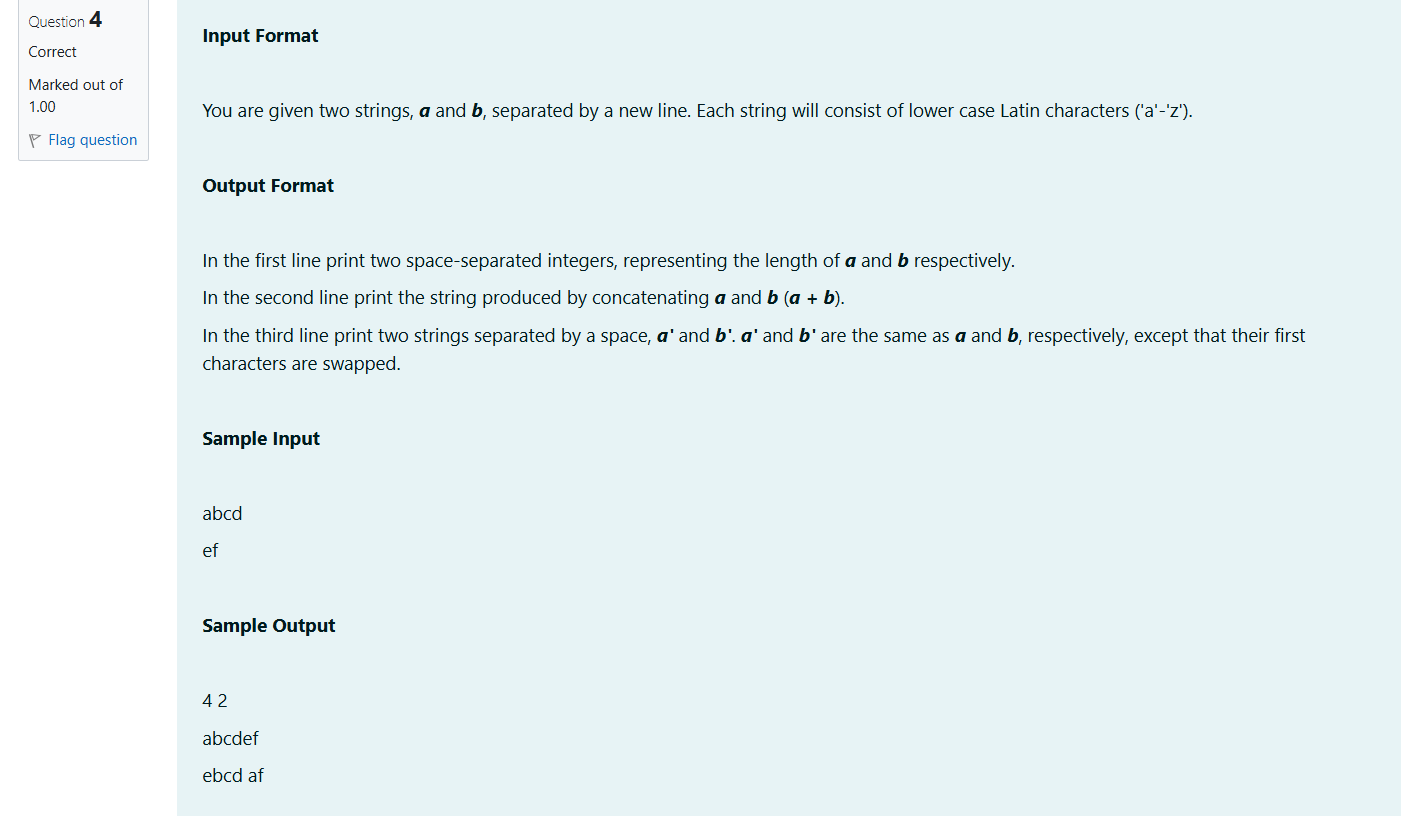 Question 4
Correct
Marked out of
1.00
Flag question
Input Format
You are given two strings, a and b, separated by a new line. Each string will consist of lower case Latin characters ('a'-'z').
Output Format
In the first line print two space-separated integers, representing the length of a and b respectively.
In the second line print the string produced by concatenating a and b (a + b).
In the third line print two strings separated by a space, a' and b'. a' and b' are the same as a and b, respectively, except that their first
characters are swapped.
Sample Input
abcd
ef
Sample Output
4 2
abcdef
ebcd af